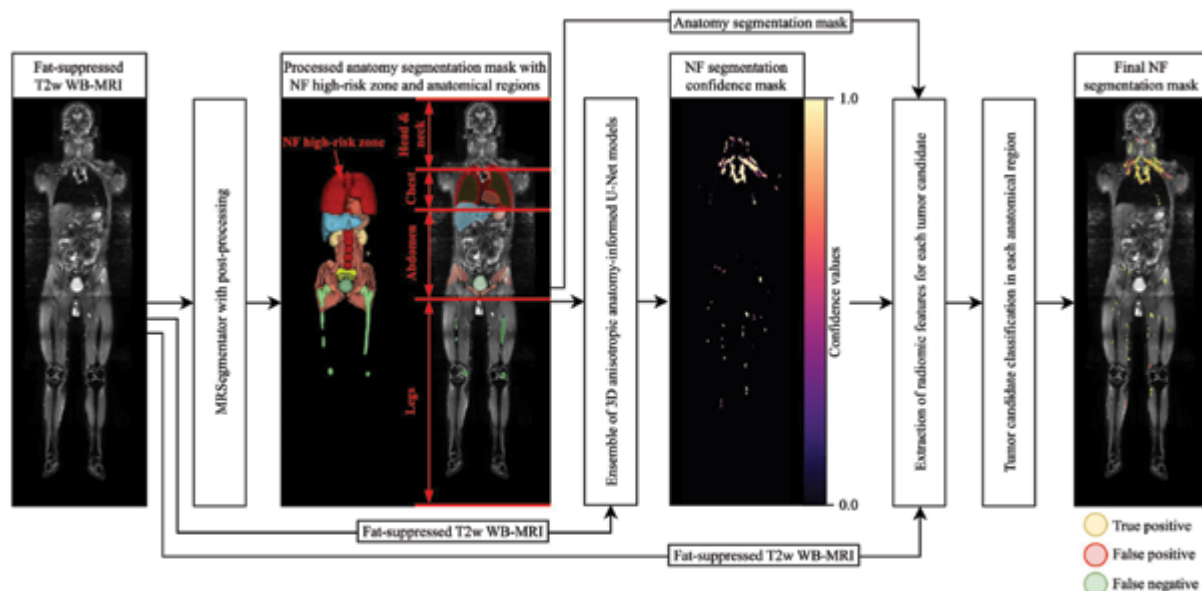 Anatomy segmentation mask
Fat-suppressed
T2w WB-MRI
Processed anatomy segmentation mask with
NF high-risk zone and anatomical regions
NF segmentation
confidence mask
Final NF
segmentation mask
MRSegmentator with post-processing
NF high-risk zone
Head &
neck
Chest
Abdomen
Legs
Ensemble of 3D anisotropic anatomy-informed U-Net models
1.0
Confidence values
0.0
Extraction of radiomic features for each tumor candidate
Tumor candidate classification in each anatomical region
Fat-suppressed T2w WB-MRI
Fat-suppressed T2w WB-MRI
True positive
False positive
False negative